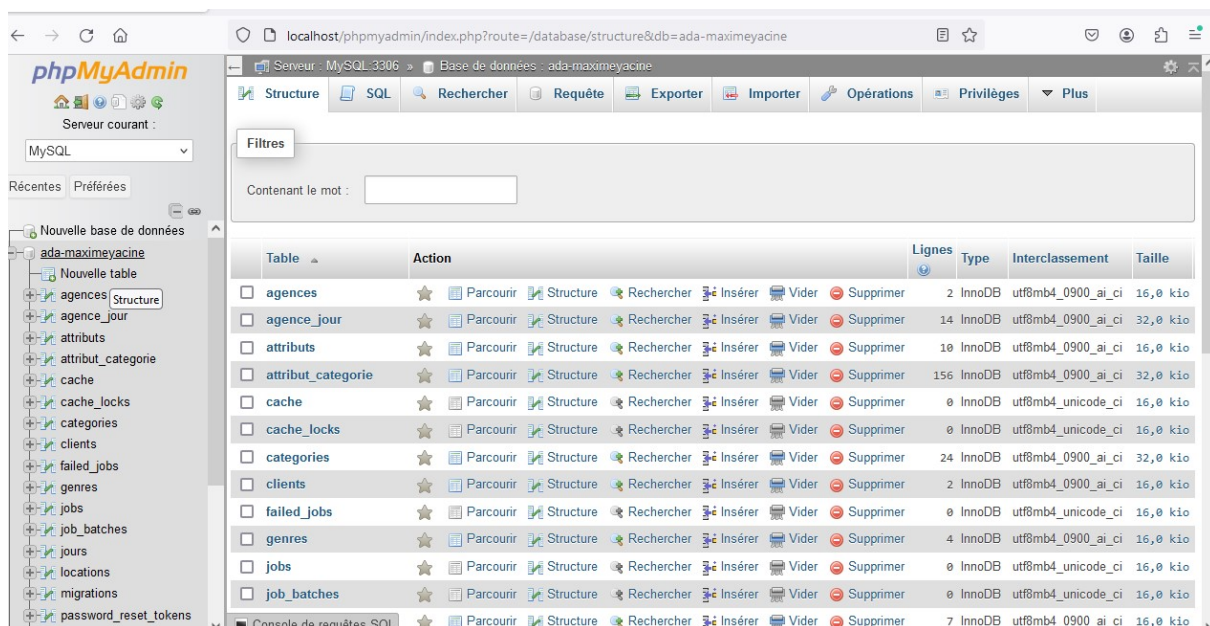 localhost/phpmyadmin/index.php?route=/database/structure&db=ada-maximeyacine
phpMyAdmin
Serveur courant :
MySQL
Récentes Préférées
Nouvelle base de données
ada-maximeyacine
Nouvelle table
agences
Structure
agence_jour
attributs
attribut_categorie
cache
cache_locks
categories
clients
failed_jobs
genres
jobs
job_batches
jours
locations
migrations
password_reset_tokens
Serveur : MySQL:3306 » Base de données : ada-maximeyacine
Structure SQL Rechercher Requête Exporter Importer Opérations Privilèges Plus
Filtres
Contenant le mot :
Table Action Lignes Type Interclassement Taille
agences Parcourir Structure Rechercher Insérer Vider Supprimer 2 InnoDB utf8mb4_0900_ai_ci 16,0 kio
agence_jour Parcourir Structure Rechercher Insérer Vider Supprimer 14 InnoDB utf8mb4_0900_ai_ci 32,0 kio
attributs Parcourir Structure Rechercher Insérer Vider Supprimer 10 InnoDB utf8mb4_0900_ai_ci 16,0 kio
attribut_categorie Parcourir Structure Rechercher Insérer Vider Supprimer 156 InnoDB utf8mb4_0900_ai_ci 32,0 kio
cache Parcourir Structure Rechercher Insérer Vider Supprimer 0 InnoDB utf8mb4_unicode_ci 16,0 kio
cache_locks Parcourir Structure Rechercher Insérer Vider Supprimer 0 InnoDB utf8mb4_unicode_ci 16,0 kio
categories Parcourir Structure Rechercher Insérer Vider Supprimer 24 InnoDB utf8mb4_0900_ai_ci 32,0 kio
clients Parcourir Structure Rechercher Insérer Vider Supprimer 2 InnoDB utf8mb4_0900_ai_ci 16,0 kio
failed_jobs Parcourir Structure Rechercher Insérer Vider Supprimer 0 InnoDB utf8mb4_unicode_ci 16,0 kio
genres Parcourir Structure Rechercher Insérer Vider Supprimer 4 InnoDB utf8mb4_0900_ai_ci 16,0 kio
jobs Parcourir Structure Rechercher Insérer Vider Supprimer 0 InnoDB utf8mb4_unicode_ci 16,0 kio
job_batches Parcourir Structure Rechercher Insérer Vider Supprimer 0 InnoDB utf8mb4_unicode_ci 16,0 kio
Console de requêtes SQL Parcourir Structure Rechercher Insérer Vider Supprimer 7 InnoDB utf8mb4_0900_ai_ci 16,0 kio